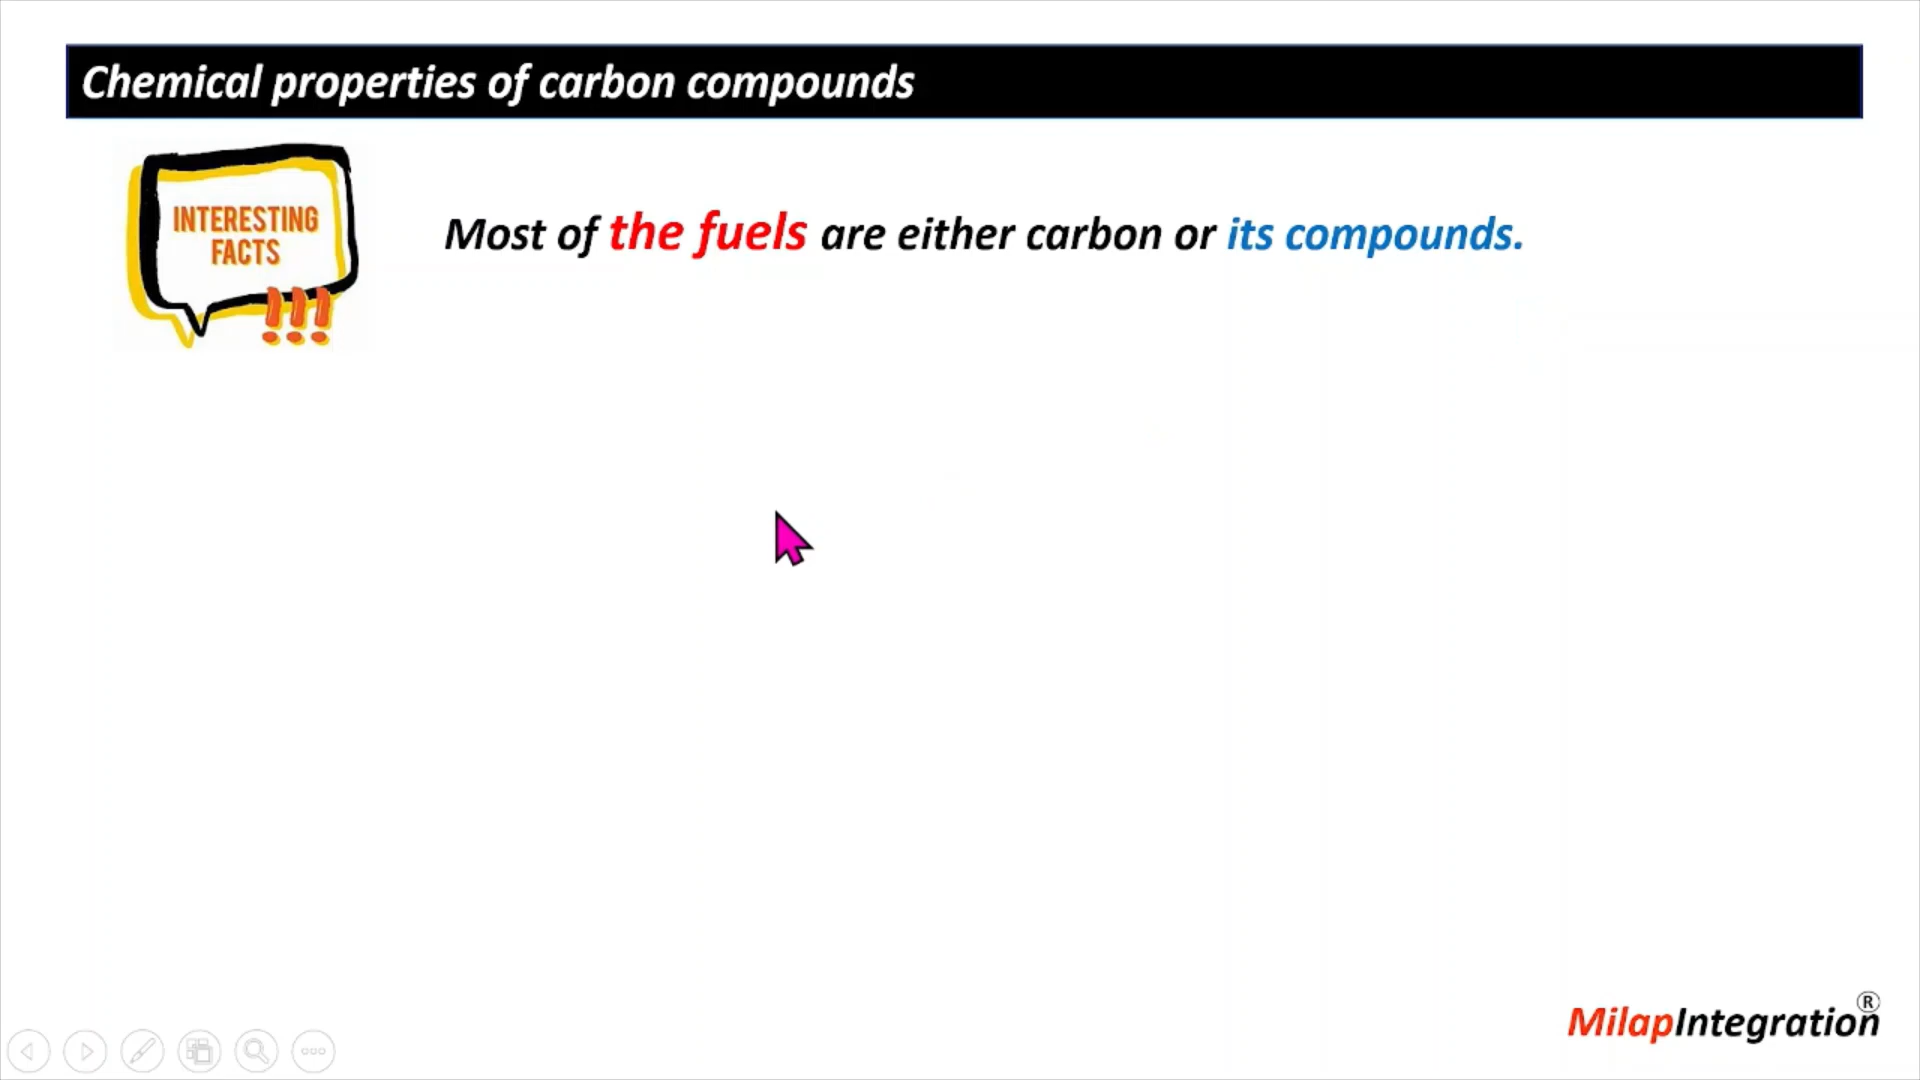 Chemical properties of carbon compounds
INTERESTING
FACTS
!!!
Most of the fuels are either carbon or its compounds.
MilapIntegration®